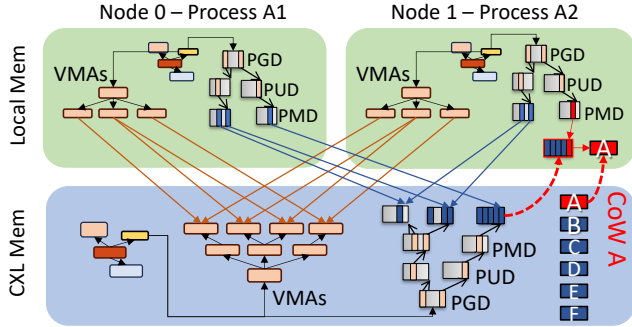 Node 0 – Process A1
Node 1 – Process A2
Local Mem
VMAs
PGD
PUD
PMD
VMAs
PGD
PUD
PMD
A
CXL Mem
VMAs
PMD
PUD
PGD
A
B
C
D
E
F
CoW A